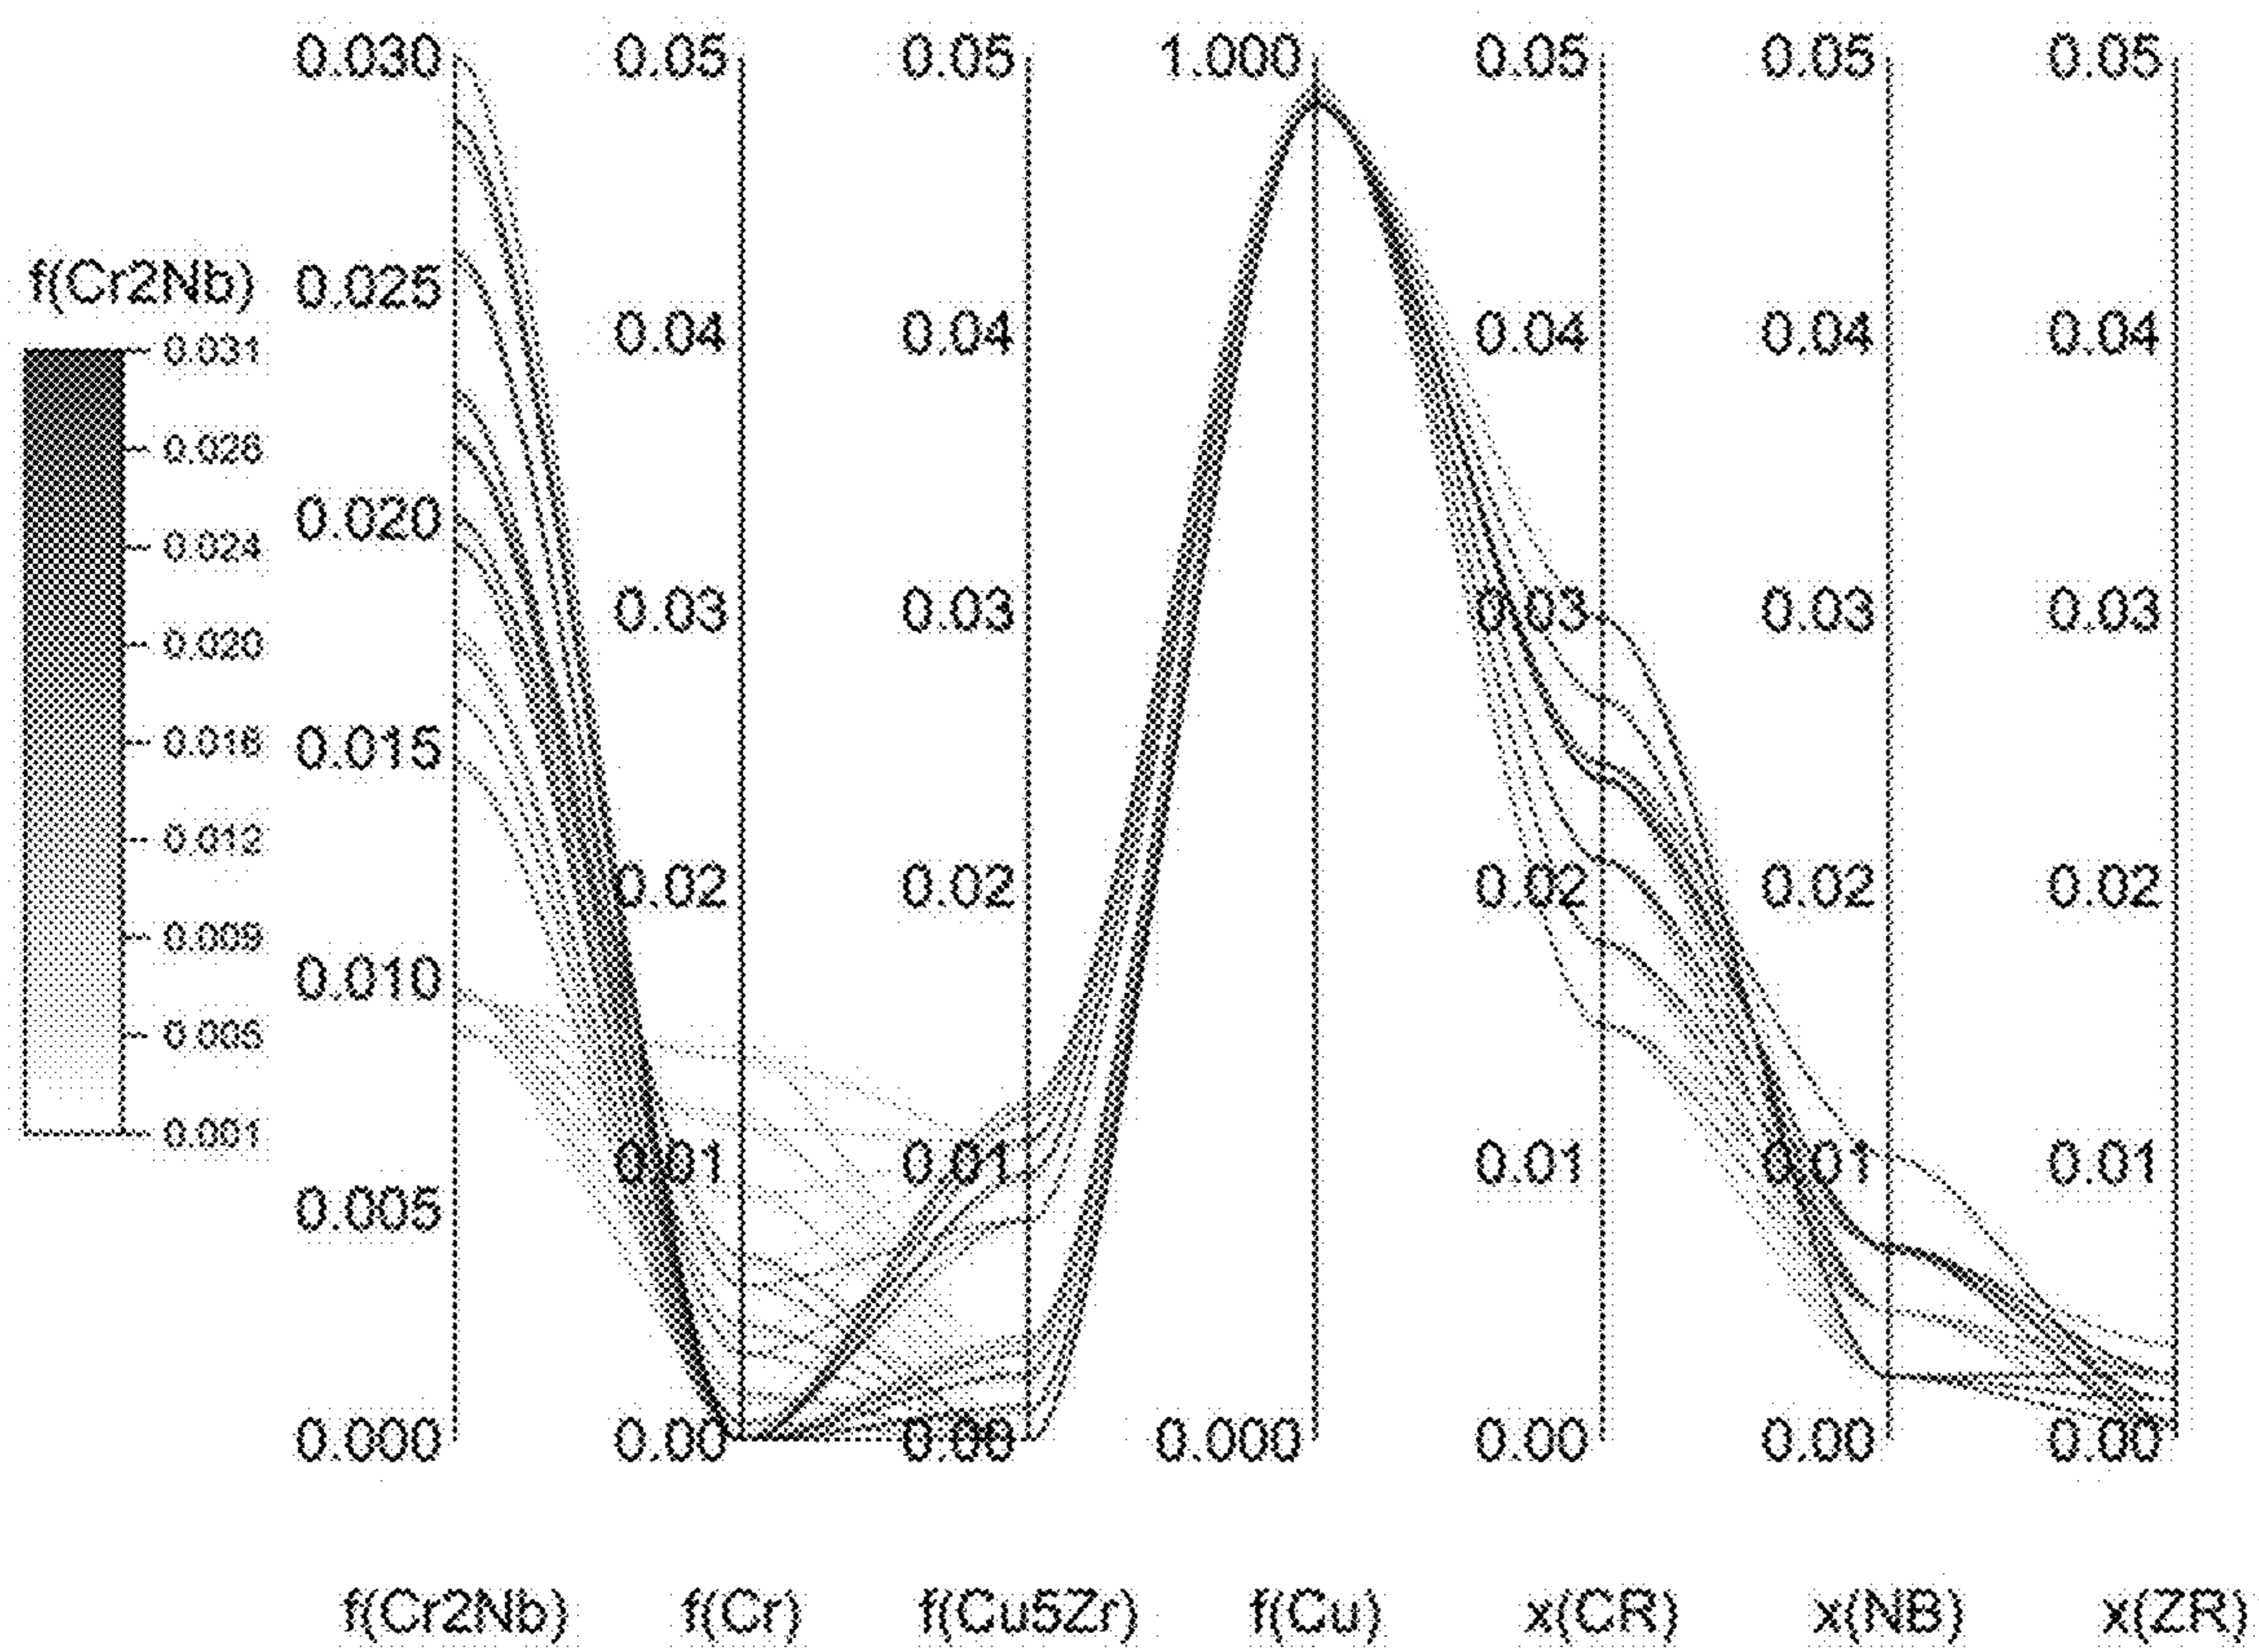 0.030 0.05 0.05 1.000 0.05 0.05 0.05
f(Cr2Nb)
0.025
0.04 0.04 0.04 0.04 0.04
0.031
0.028
0.024
0.020
0.016
0.012
0.009
0.005
0.001
0.020
0.03 0.03 0.03 0.03 0.03
0.015
0.02 0.02 0.02 0.02 0.02
0.010
0.01 0.01 0.01 0.01 0.01
0.005
0.000 0.00 0.00 0.000 0.00 0.00 0.00
f(Cr2Nb) f(Cr) f(Cu5Zr) f(Cu) x(CR) x(NB) x(ZR)